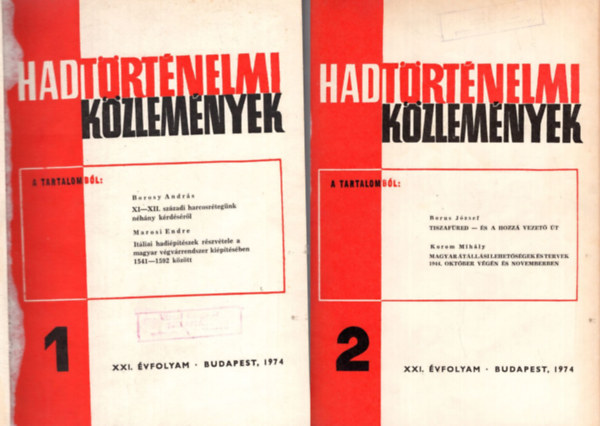 HADTÖRTÉNELMI
KÖZLEMÉNYEK
A TARTALOMBÓL:
Borosy András
XI—XII. századi harcosrétegünk
néhány kérdéséről
Marosi Endre
Itáliai hadiépítészek részvétele a
magyar végvárrendszer kiépítésében
1541—1592 között
1
XXI. ÉVFOLYAM · BUDAPEST, 1974
HADTÖRTÉNELMI
KÖZLEMÉNYEK
A TARTALOMBÓL:
Borus József
TISZAFÜRED — ÉS A HOZZÁ VEZETŐ ÚT
Korom Mihály
MAGYAR ÁTÁLLÁSI LEHETŐSÉGEK ÉS TERVEK
1944. OKTÓBER VÉGÉN ÉS NOVEMBERBEN
2
XXI. ÉVFOLYAM · BUDAPEST, 1974